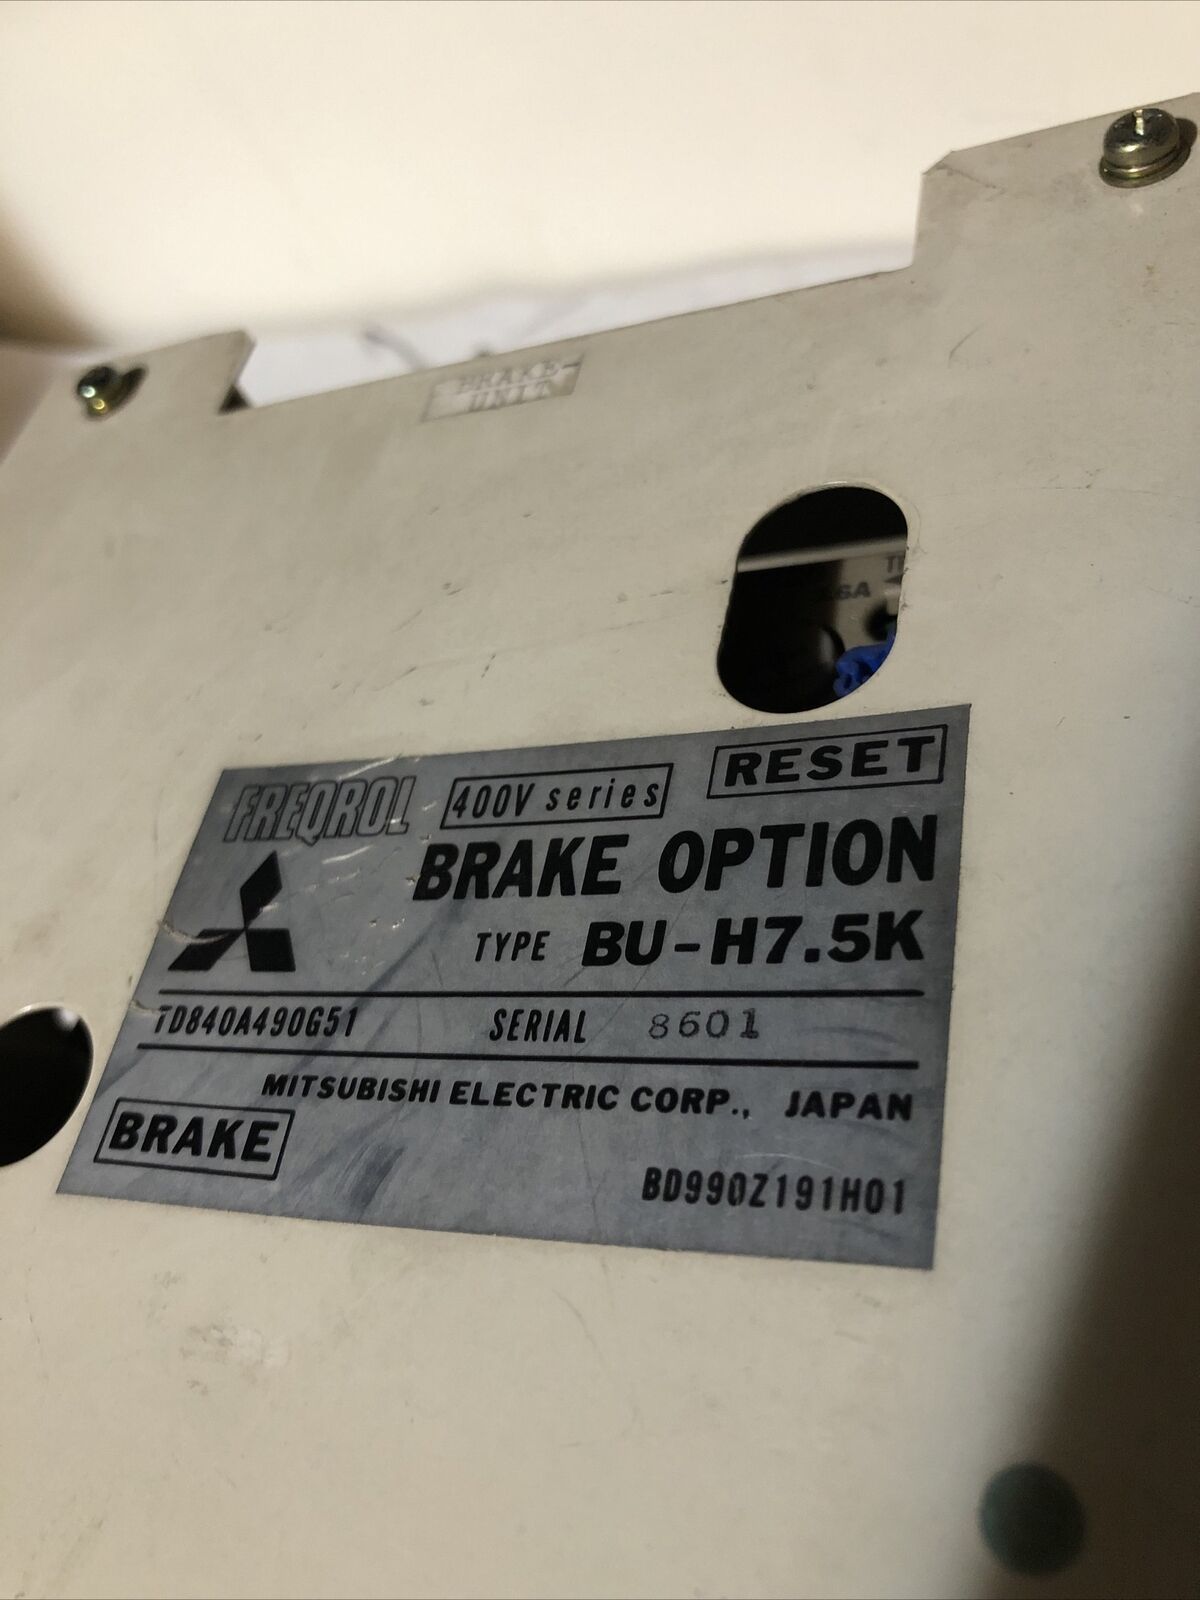 BRAKE
UNIT
RESET
FREQROL 400V series
BRAKE OPTION
TYPE BU-H7.5K
TD840A490G51 SERIAL 8601
MITSUBISHI ELECTRIC CORP., JAPAN
BRAKE
BD990Z191H01